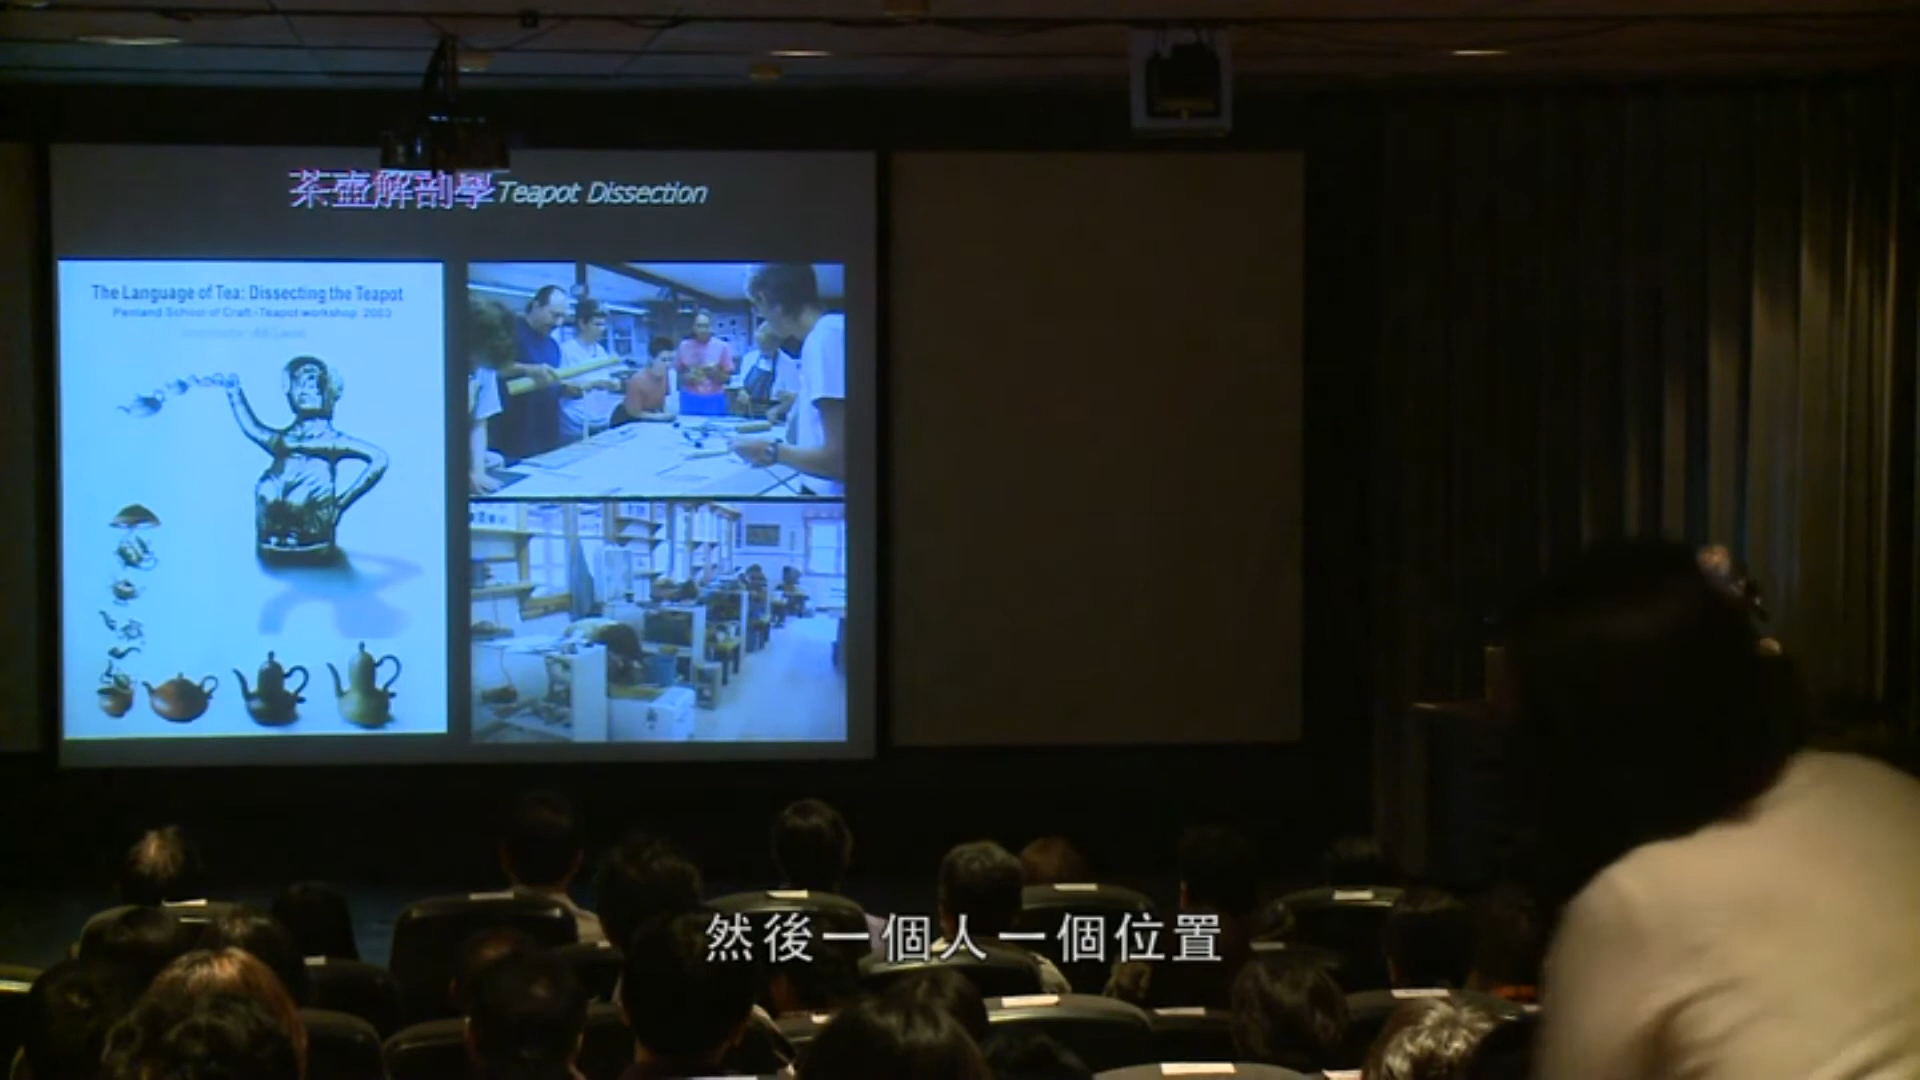 茶壺解剖學 Teapot Dissection
The Language of Tea: Dissecting the Teapot
Penland School of Craft - Teapot workshop 2003
然後一個人一個位置